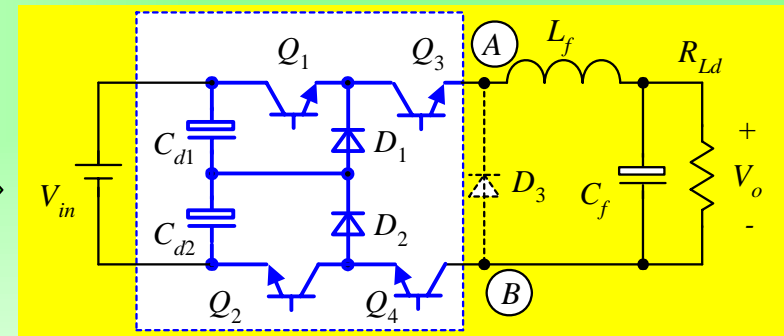 Q1 Q3 A Lf RLd
Cd1 D1 +
Vin D3 Cf Vo
Cd2 D2 -
Q2 Q4 B